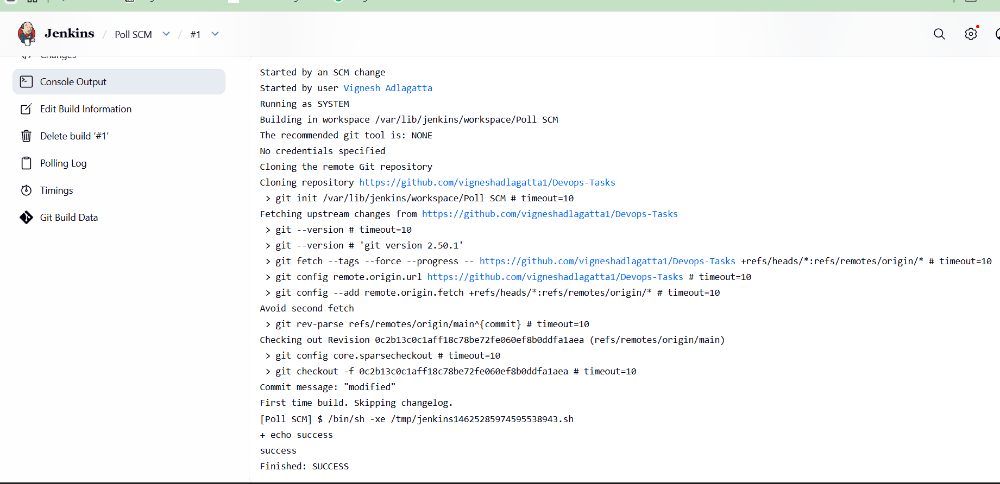 Jenkins / Poll SCM / #1
Changes
Console Output
Edit Build Information
Delete build ‘#1’
Polling Log
Timings
Git Build Data
Started by an SCM change
Started by user Vignesh Adlagatta
Running as SYSTEM
Building in workspace /var/lib/jenkins/workspace/Poll SCM
The recommended git tool is: NONE
No credentials specified
Cloning the remote Git repository
Cloning repository https://github.com/vigneshadlagatta1/Devops-Tasks
> git init /var/lib/jenkins/workspace/Poll SCM # timeout=10
Fetching upstream changes from https://github.com/vigneshadlagatta1/Devops-Tasks
> git --version # timeout=10
> git --version # 'git version 2.50.1'
> git fetch --tags --force --progress -- https://github.com/vigneshadlagatta1/Devops-Tasks +refs/heads/*:refs/remotes/origin/* # timeout=10
> git config remote.origin.url https://github.com/vigneshadlagatta1/Devops-Tasks # timeout=10
> git config --add remote.origin.fetch +refs/heads/*:refs/remotes/origin/* # timeout=10
Avoid second fetch
> git rev-parse refs/remotes/origin/main^{commit} # timeout=10
Checking out Revision 0c2b13c0c1aff18c78be72fe060ef8b0ddfa1aea (refs/remotes/origin/main)
> git config core.sparsecheckout # timeout=10
> git checkout -f 0c2b13c0c1aff18c78be72fe060ef8b0ddfa1aea # timeout=10
Commit message: "modified"
First time build. Skipping changelog.
[Poll SCM] $ /bin/sh -xe /tmp/jenkins14625285974595538943.sh
+ echo success
success
Finished: SUCCESS